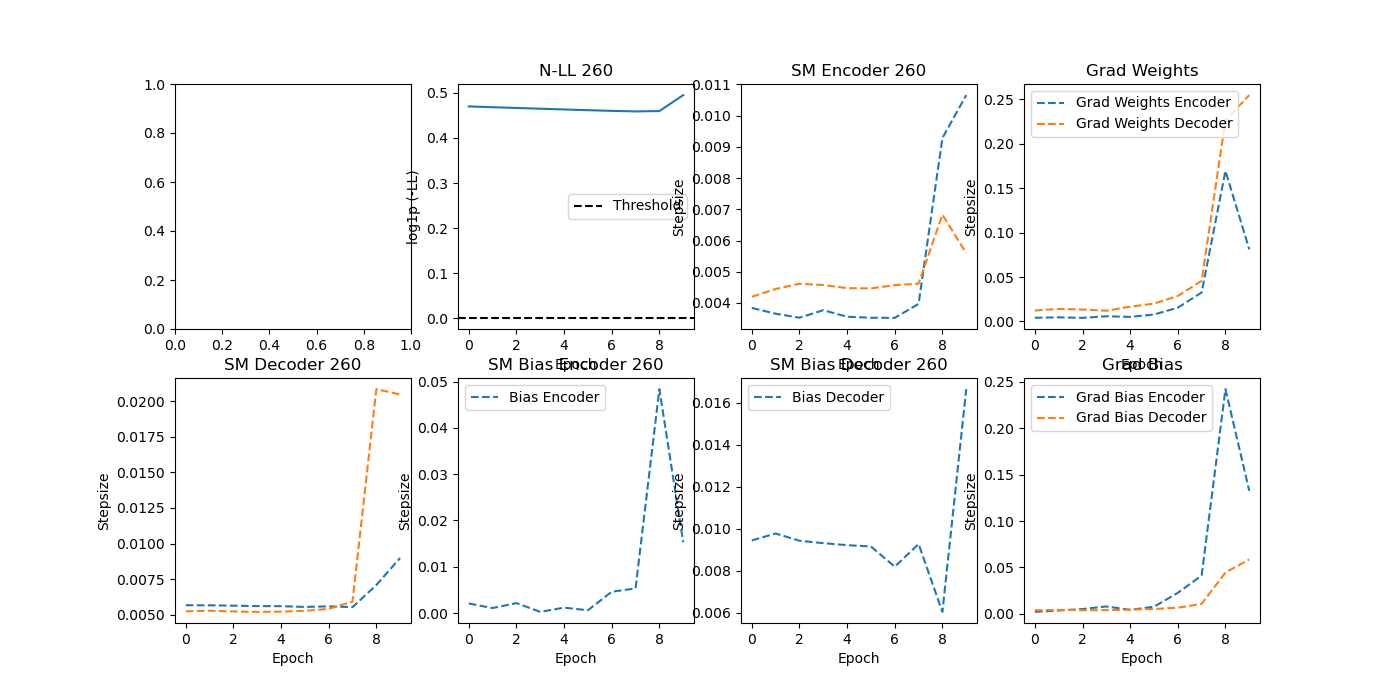 N-LL 260
SM Encoder 260
Grad Weights
1.0
0.8
0.6
0.4
0.2
0.0
0.0 0.2 0.4 0.6 0.8 1.0
log1p (-LL)
0.5
0.4
0.3
0.2
0.1
0.0
Threshold
0 2 4 6 8
Epoch
Stepsize
0.011
0.010
0.009
0.008
0.007
0.006
0.005
0.004
0 2 4 6 8
Epoch
Stepsize
0.25
0.20
0.15
0.10
0.05
0.00
Grad Weights Encoder
Grad Weights Decoder
0 2 4 6 8
Epoch
SM Decoder 260
SM Bias Encoder 260
SM Bias Decoder 260
Grad Bias
Stepsize
0.0200
0.0175
0.0150
0.0125
0.0100
0.0075
0.0050
0 2 4 6 8
Epoch
Stepsize
0.05
0.04
0.03
0.02
0.01
0.00
Bias Encoder
0 2 4 6 8
Epoch
Stepsize
0.016
0.014
0.012
0.010
0.008
0.006
Bias Decoder
0 2 4 6 8
Epoch
Stepsize
0.25
0.20
0.15
0.10
0.05
0.00
Grad Bias Encoder
Grad Bias Decoder
0 2 4 6 8
Epoch